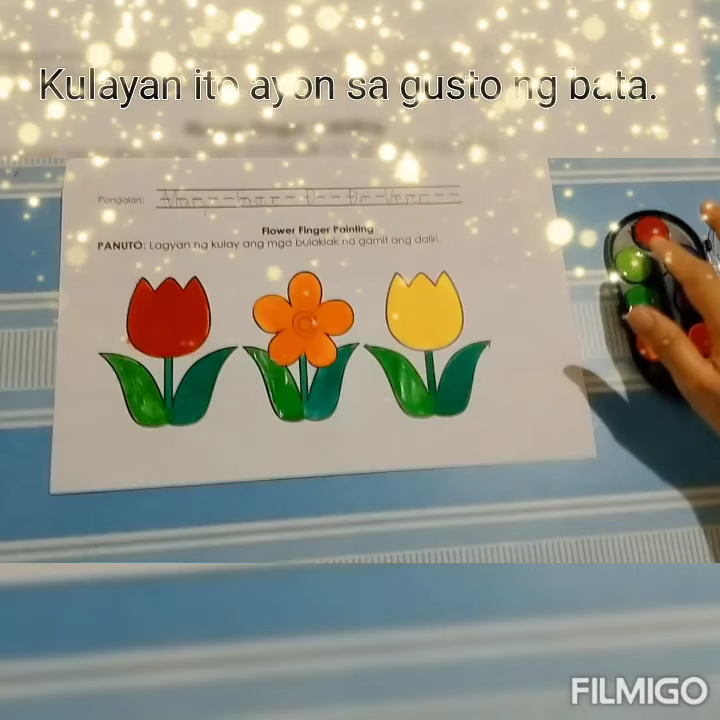 Kulayan ito ayon sa gusto ng bata.
Pangalan:
Flower Finger Painting
PANUTO: Lagyan ng kulay ang mga bulaklak na gamit ang daliri.
FILMIGO